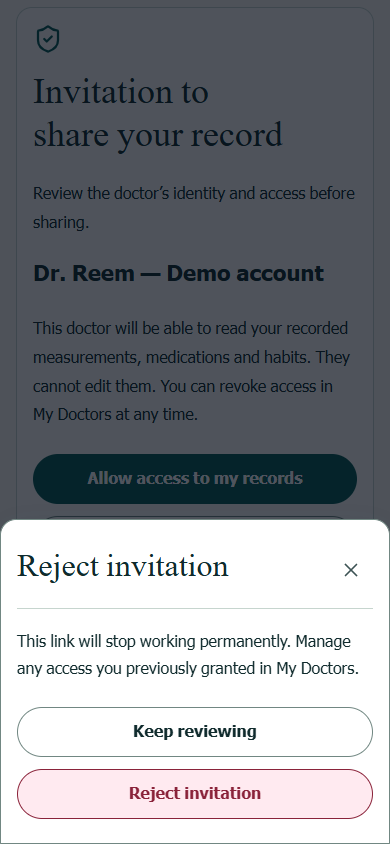 Invitation to
share your record
Review the doctor’s identity and access before
sharing.
Dr. Reem — Demo account
This doctor will be able to read your recorded
measurements, medications and habits. They
cannot edit them. You can revoke access in
My Doctors at any time.
Allow access to my records
Reject invitation
This link will stop working permanently. Manage
any access you previously granted in My Doctors.
Keep reviewing
Reject invitation